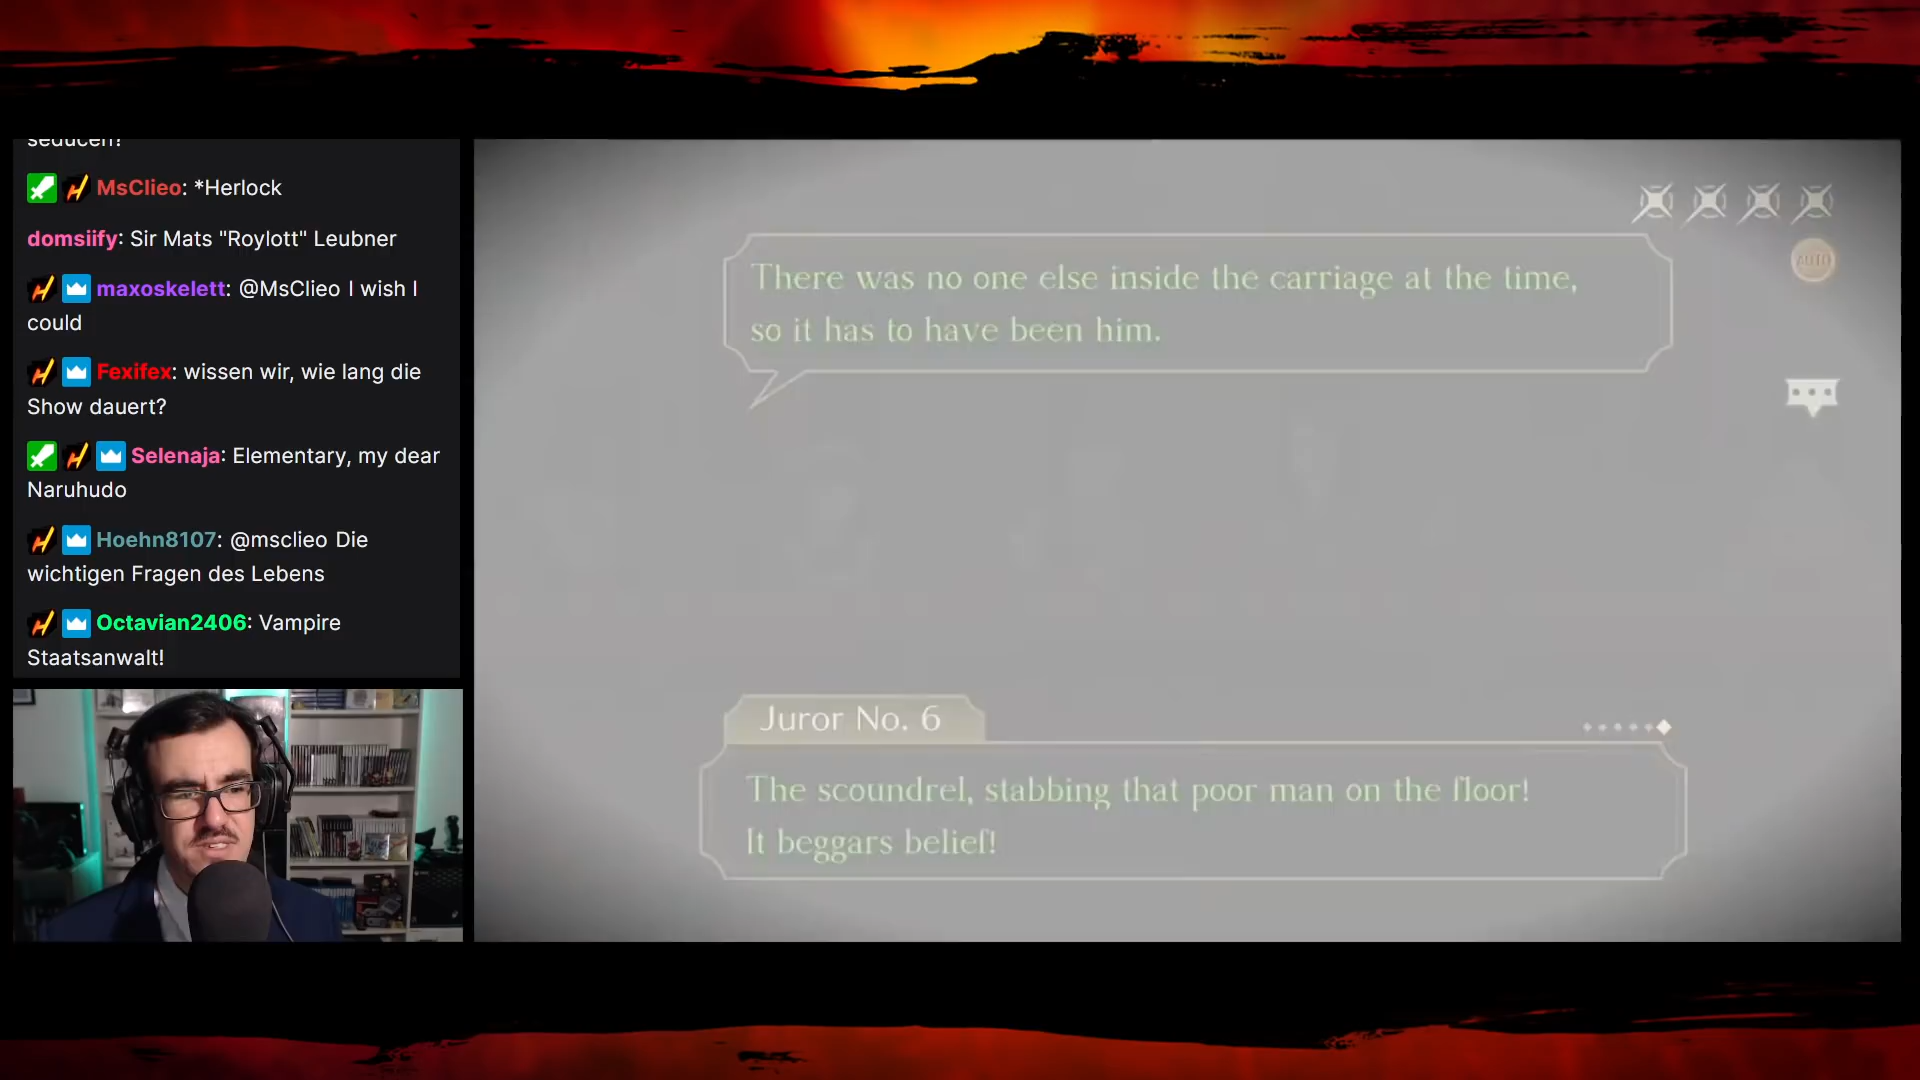 seducen?
MsClieo: *Herlock
domsiify: Sir Mats "Roylott" Leubner
maxoskelett: @MsClieo I wish I
could
Fexifex: wissen wir, wie lang die
Show dauert?
Selenaja: Elementary, my dear
Naruhudo
Hoehn8107: @msclieo Die
wichtigen Fragen des Lebens
Octavian2406: Vampire
Staatsanwalt!
There was no one else inside the carriage at the time,
so it has to have been him.
AUTO
Juror No. 6
The scoundrel, stabbing that poor man on the floor!
It beggars belief!